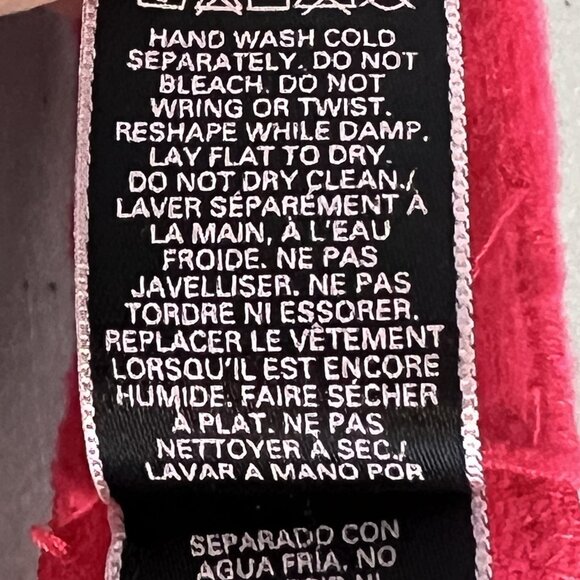 HAND WASH COLD
SEPARATELY. DO NOT
BLEACH. DO NOT
WRING OR TWIST.
RESHAPE WHILE DAMP.
LAY FLAT TO DRY.
DO NOT DRY CLEAN./
LAVER SÉPARÉMENT À
LA MAIN, À L'EAU
FROIDE. NE PAS
JAVELLISER. NE PAS
TORDRE NI ESSORER.
REPLACER LE VÊTEMENT
LORSQU'IL EST ENCORE
HUMIDE. FAIRE SÉCHER
À PLAT. NE PAS
NETTOYER À SEC./
LAVAR A MANO POR
SEPARADO CON
AGUA FRÍA. NO